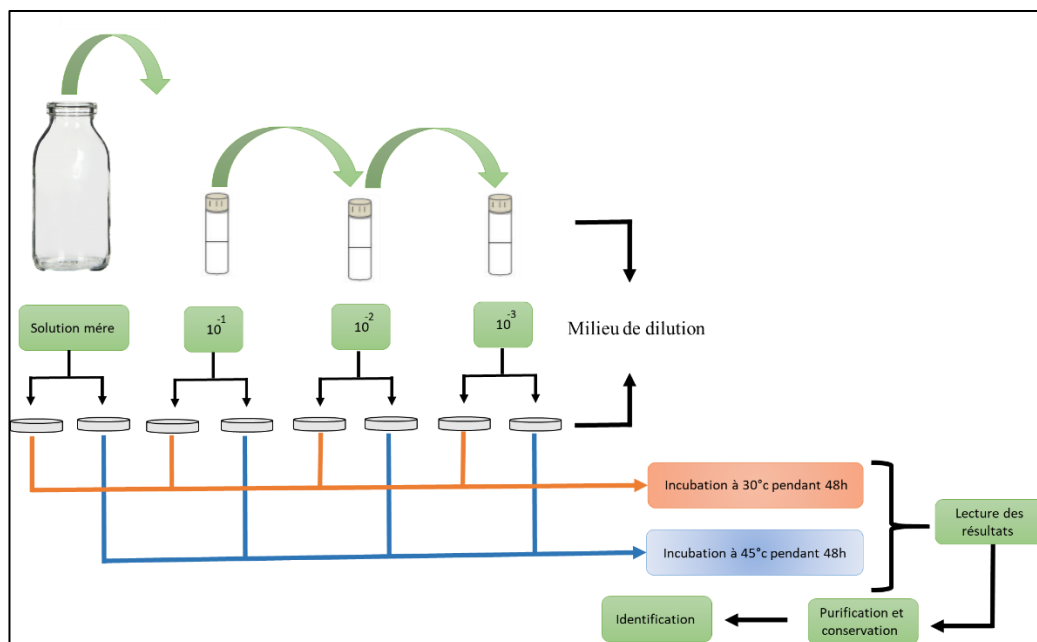 Solution mére
10-1
10-2
10-3
Milieu de dilution
Incubation à 30°c pendant 48h
Incubation à 45°c pendant 48h
Lecture des
résultats
Purification et
conservation
Identification